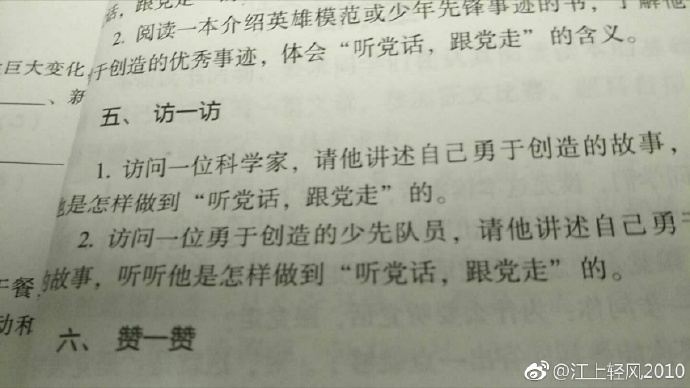 话，跟党走”
2. 阅读一本介绍英雄模范或少年先锋事迹的书，了解他
于创造的优秀事迹，体会“听党话，跟党走”的含义。
巨大变化
、新
五、访一访
1. 访问一位科学家，请他讲述自己勇于创造的故事，
他是怎样做到“听党话，跟党走”的。
2. 访问一位勇于创造的少先队员，请他讲述自己勇于
的故事，听听他是怎样做到“听党话，跟党走”的。
餐
动和
六、赞一赞
@江上轻风2010